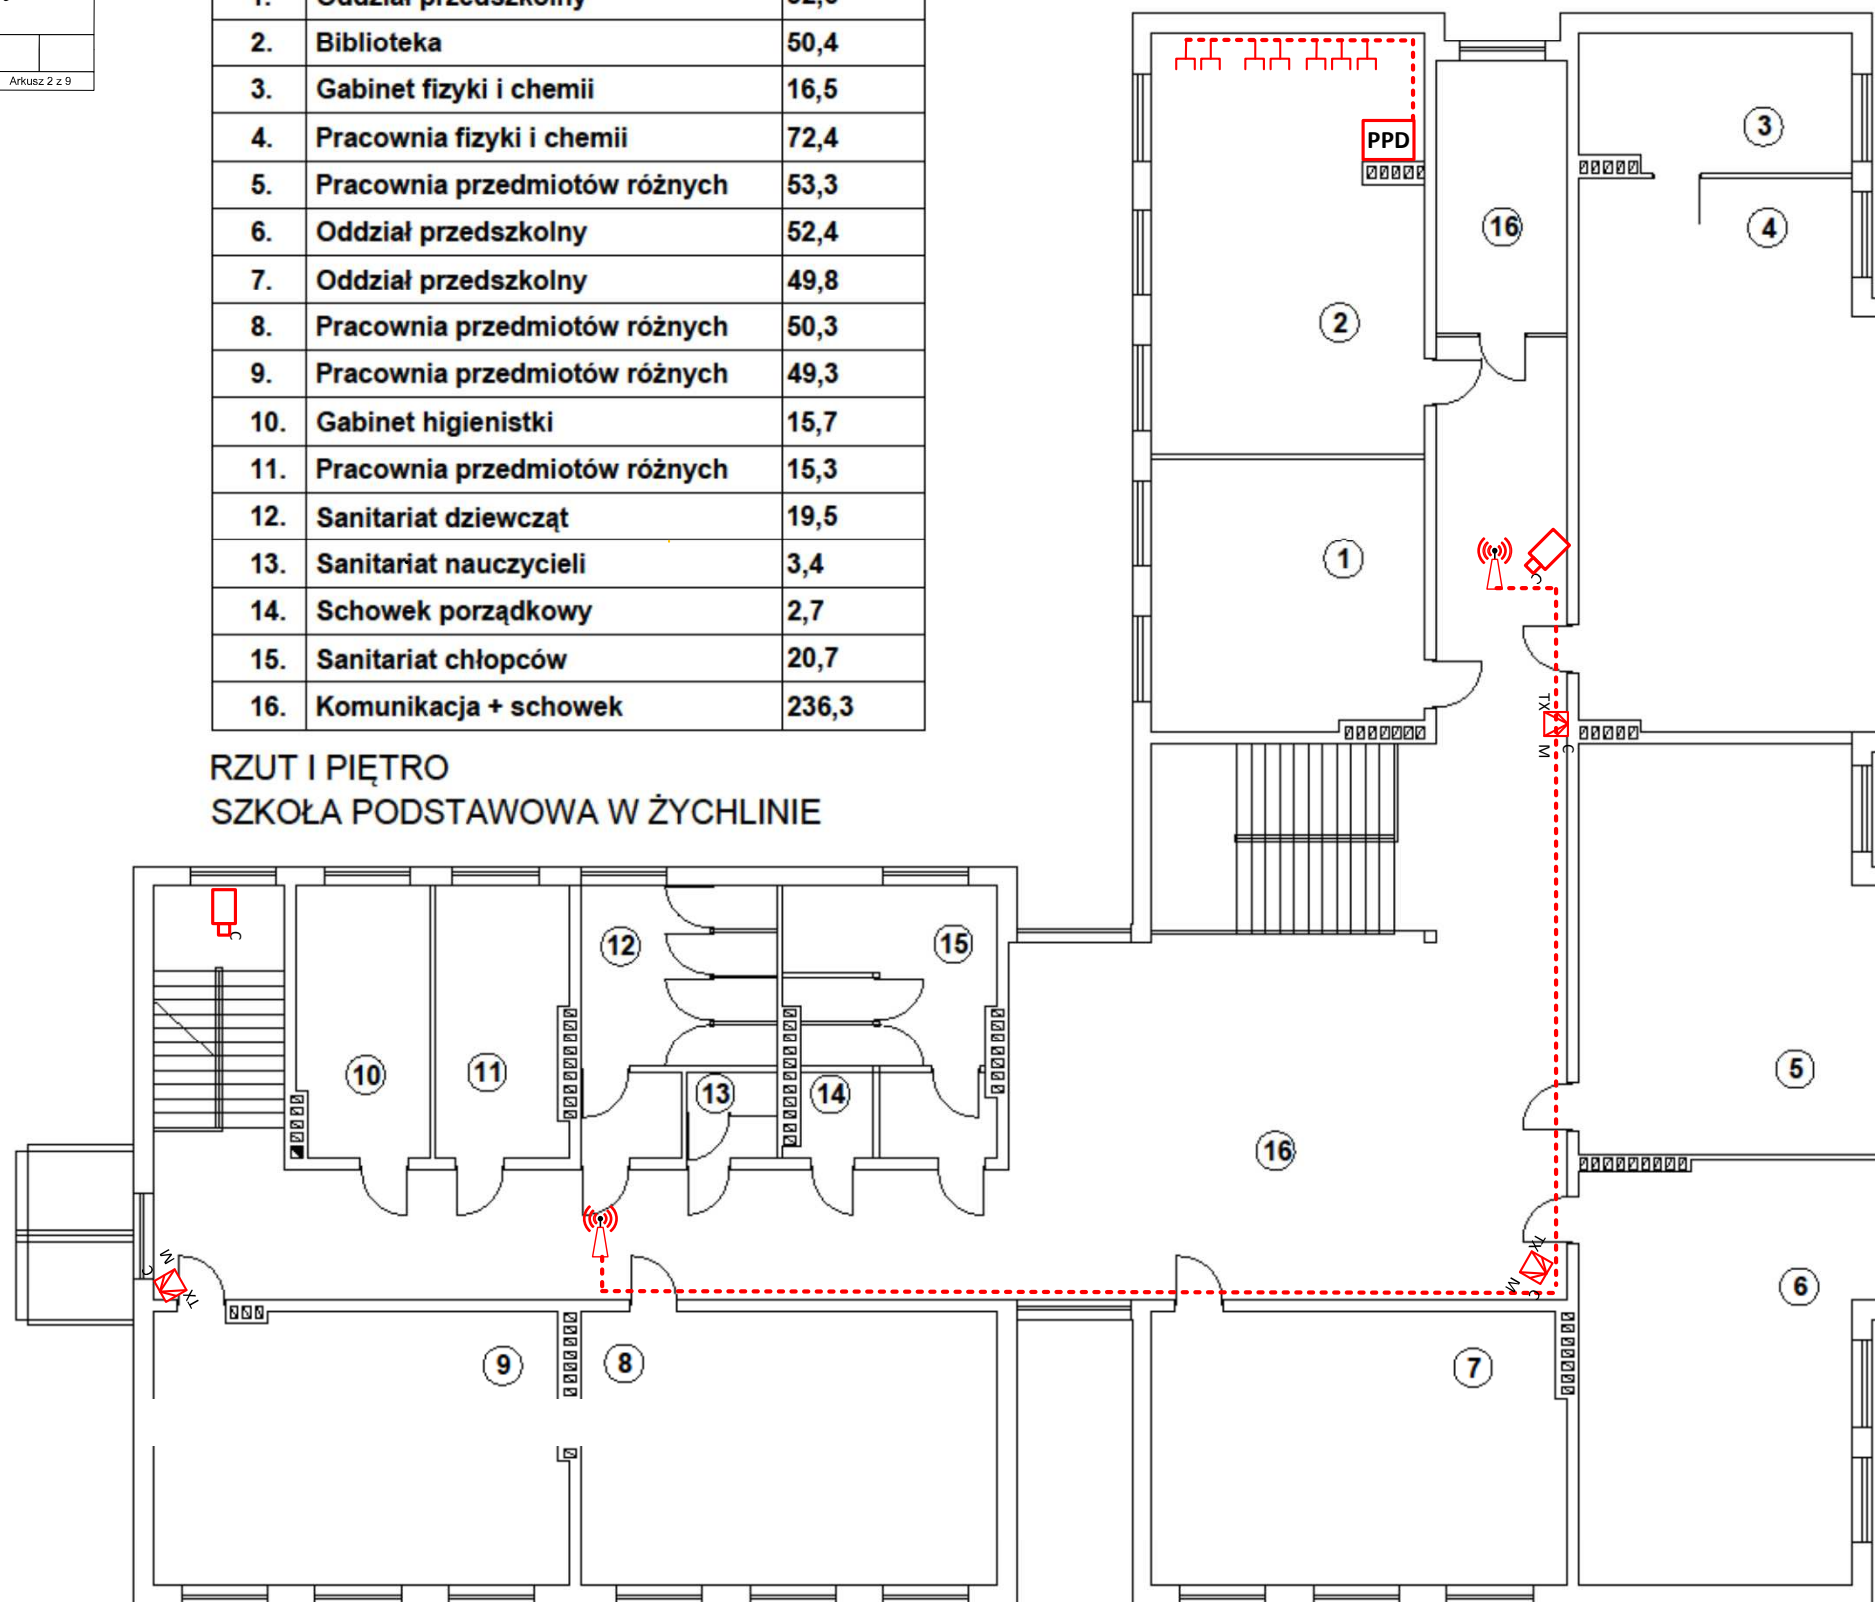 Arkusz 2 z 9
1. Oddział przedszkolny
2. Biblioteka 50,4
3. Gabinet fizyki i chemii 16,5
4. Pracownia fizyki i chemii 72,4
5. Pracownia przedmiotów różnych 53,3
6. Oddział przedszkolny 52,4
7. Oddział przedszkolny 49,8
8. Pracownia przedmiotów różnych 50,3
9. Pracownia przedmiotów różnych 49,3
10. Gabinet higienistki 15,7
11. Pracownia przedmiotów różnych 15,3
12. Sanitariat dziewcząt 19,5
13. Sanitariat nauczycieli 3,4
14. Schowek porządkowy 2,7
15. Sanitariat chłopców 20,7
16. Komunikacja + schowek 236,3
RZUT I PIĘTRO
SZKOŁA PODSTAWOWA W ŻYCHLINIE
PPD
3
16
4
2
1
C
TX
C
M
C
12
15
10
11
13
14
5
16
M
C
TX
TX
M
C
6
9
8
7